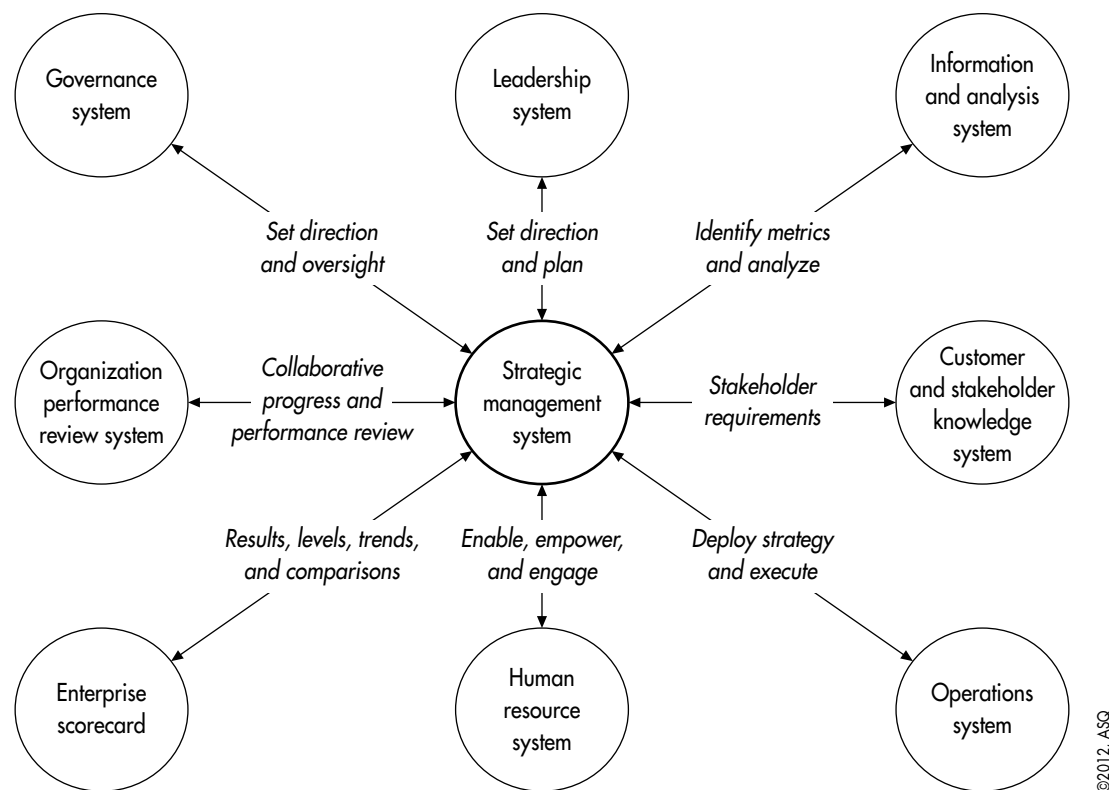 Governance
system
Leadership
system
Information
and analysis
system
Set direction
and oversight
Set direction
and plan
Identify metrics
and analyze
Organization
performance
review system
Collaborative
progress and
performance review
Strategic
management
system
Stakeholder
requirements
Customer
and stakeholder
knowledge
system
Results, levels, trends,
and comparisons
Enable, empower,
and engage
Deploy strategy
and execute
Enterprise
scorecard
Human
resource
system
Operations
system
©2012, ASQ